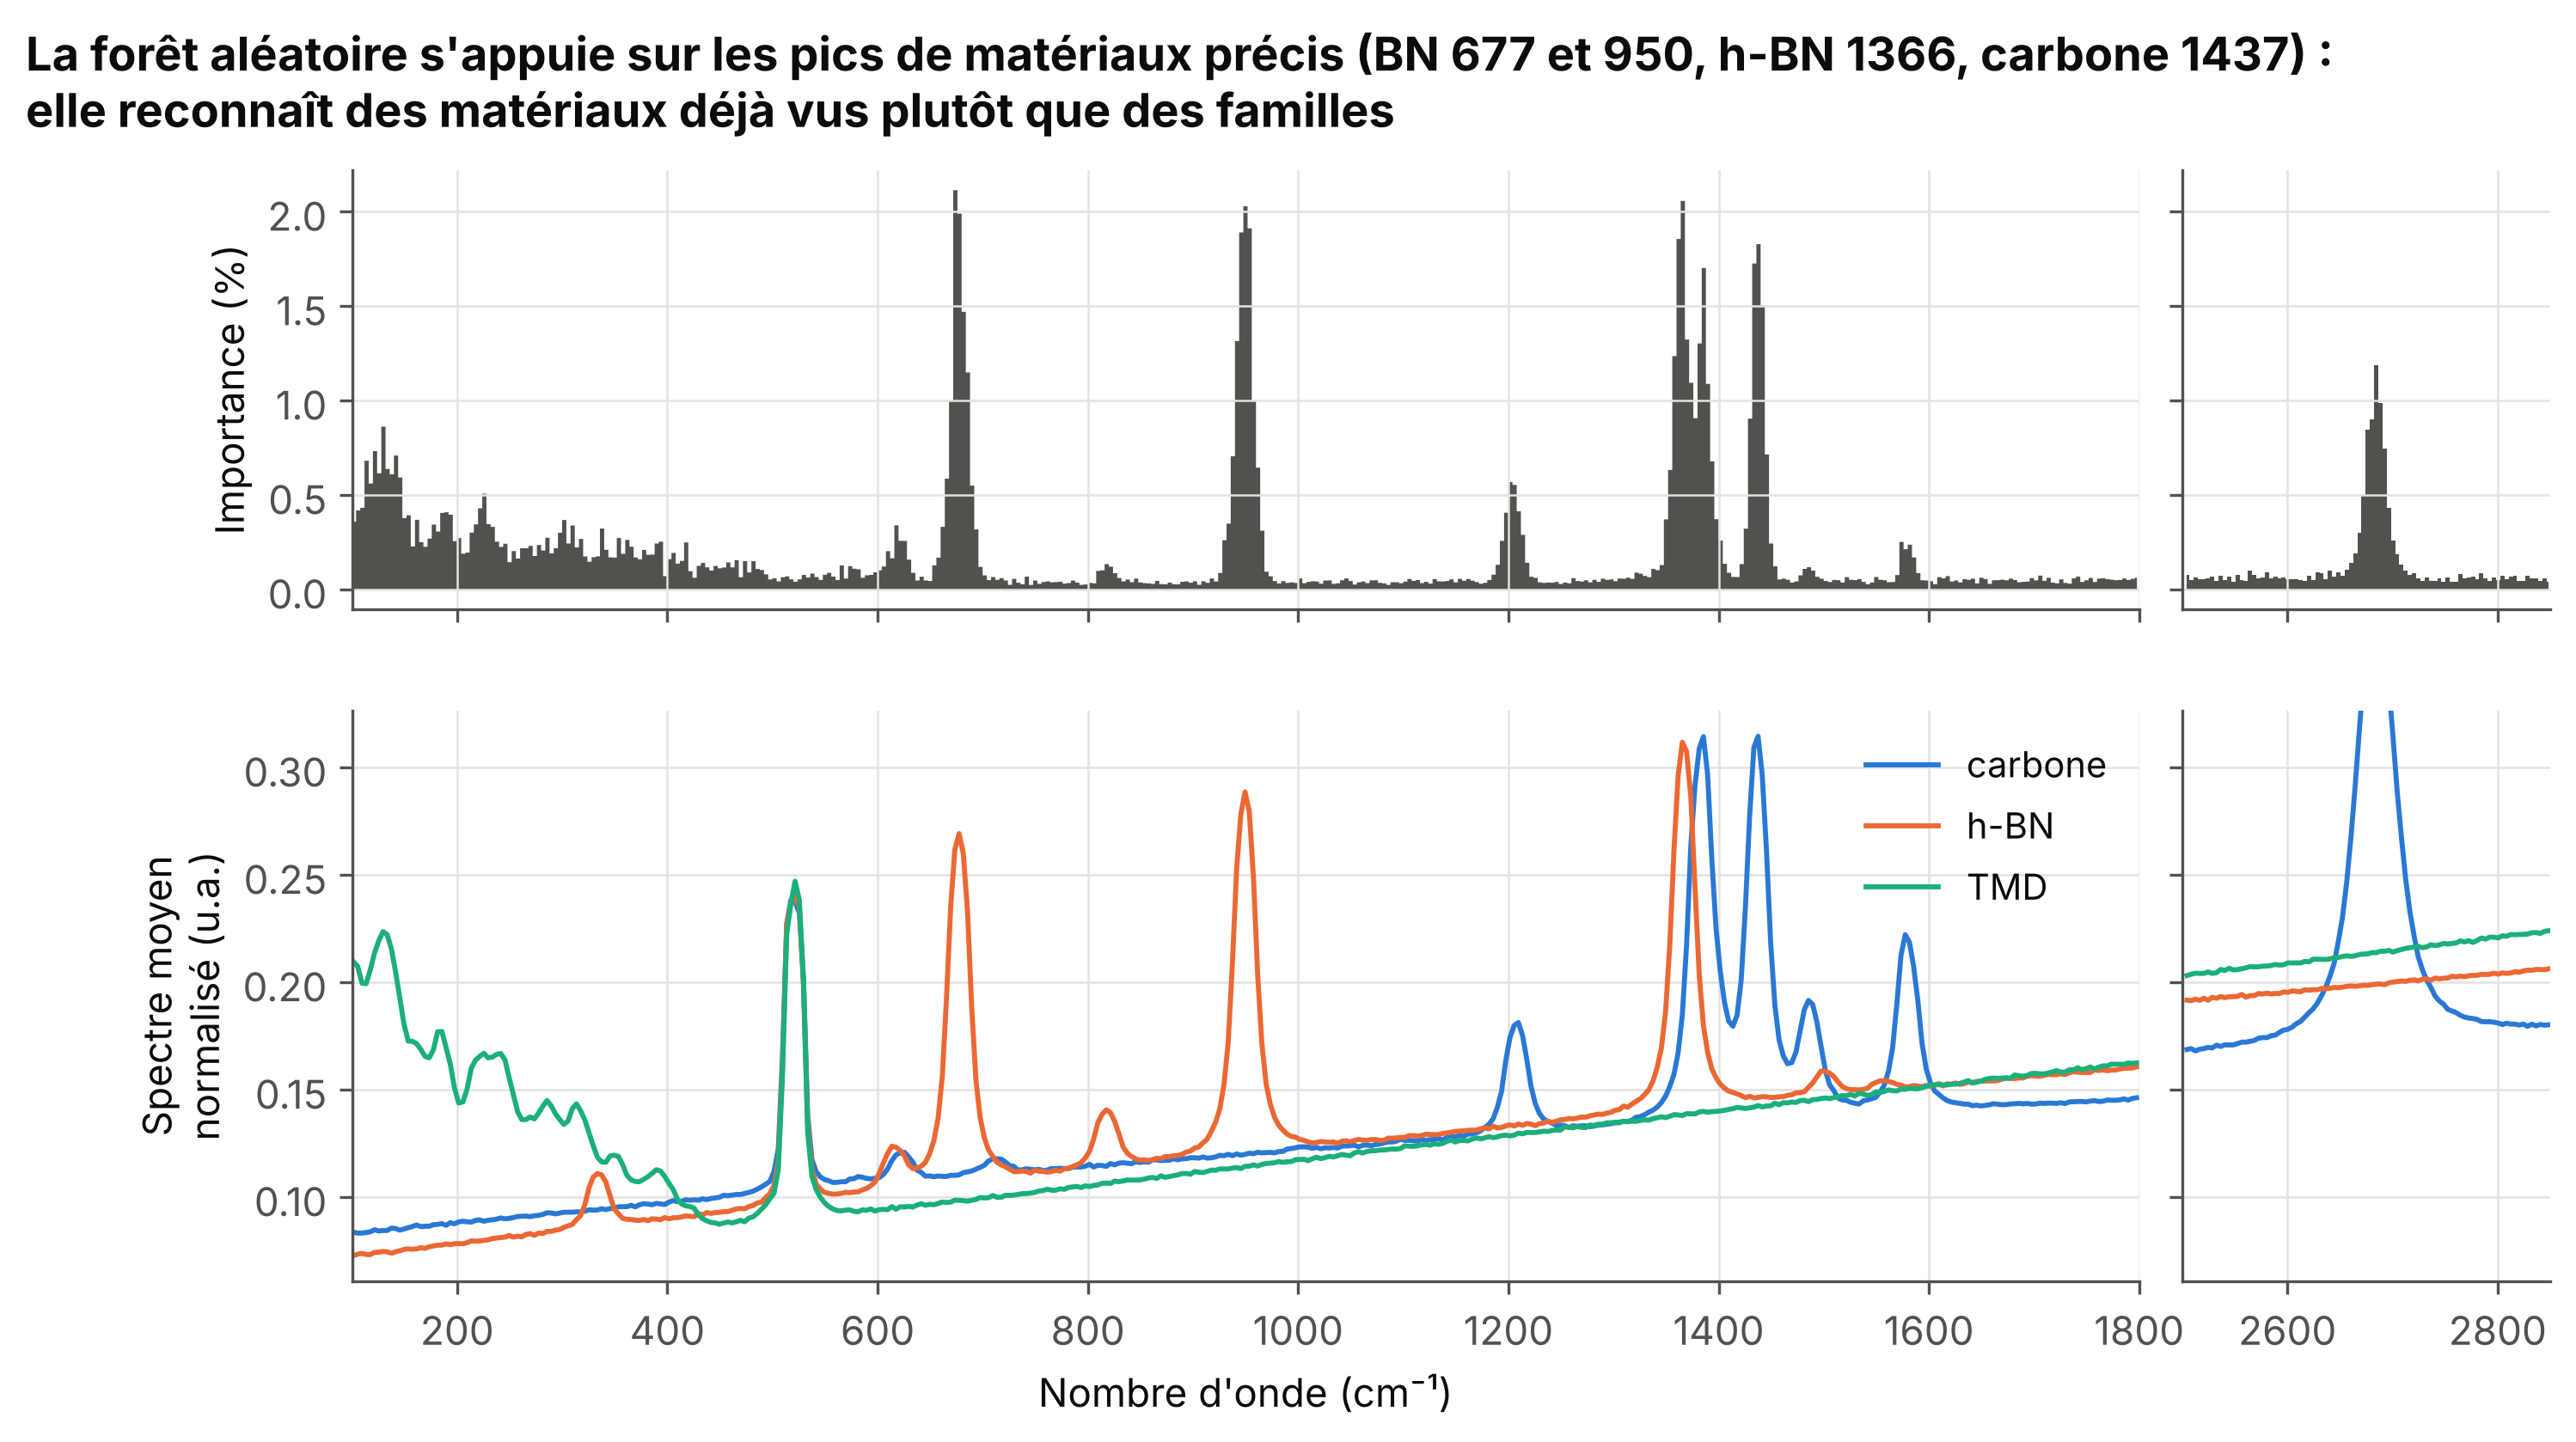 La forêt aléatoire s'appuie sur les pics de matériaux précis (BN 677 et 950, h-BN 1366, carbone 1437) :
elle reconnaît des matériaux déjà vus plutôt que des familles
Importance (%)
2.0
1.5
1.0
0.5
0.0
Spectre moyen
normalisé (u.a.)
0.30
0.25
0.20
0.15
0.10
carbone
h-BN
TMD
200 400 600 800 1000 1200 1400 1600 1800 2600 2800
Nombre d'onde (cm⁻¹)